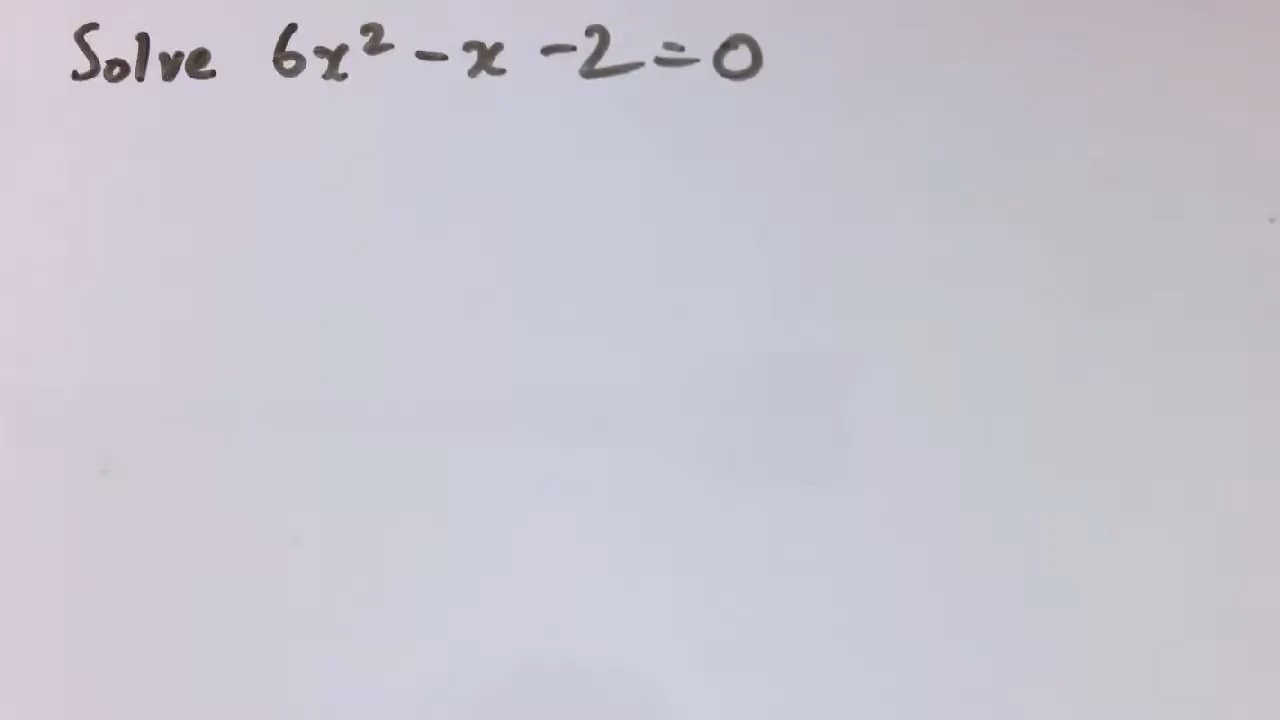 Solve 6x² - x - 2 = 0